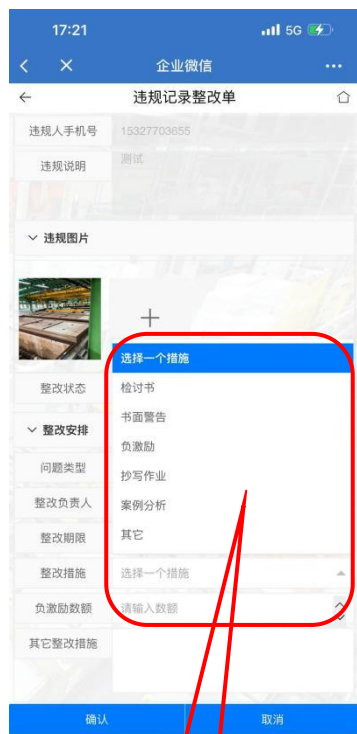 17:21 5G
企业微信
违规记录整改单
违规人手机号 15327703655
违规说明 测试
违规图片
选择一个措施
整改状态 检讨书
书面警告
整改安排
负激励
问题类型 抄写作业
整改负责人 案例分析
整改期限 其它
整改措施 选择一个措施
负激励数额 请输入数额
其它整改措施
确认 取消